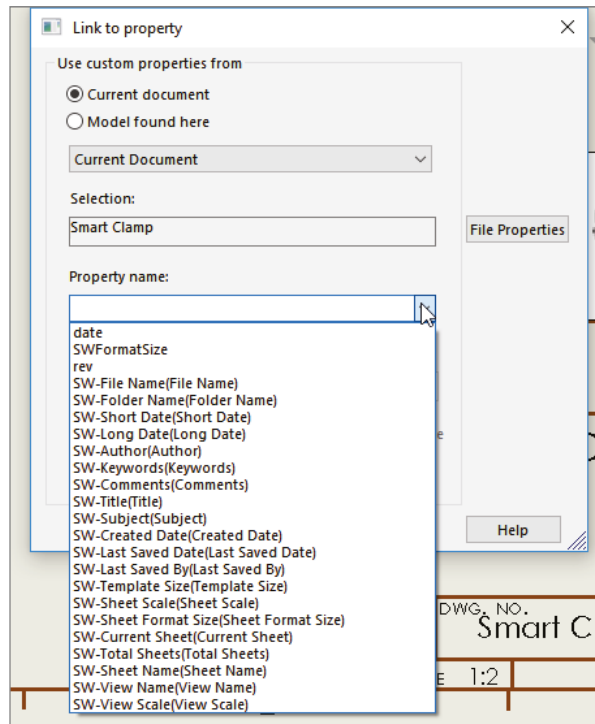 Link to property
Use custom properties from
Current document
Model found here
Current Document
Selection:
Smart Clamp
File Properties
Property name:
date
SWFormatSize
rev
SW-File Name(File Name)
SW-Folder Name(Folder Name)
SW-Short Date(Short Date)
SW-Long Date(Long Date)
SW-Author(Author)
SW-Keywords(Keywords)
SW-Comments(Comments)
SW-Title(Title)
SW-Subject(Subject)
SW-Created Date(Created Date)
SW-Last Saved Date(Last Saved Date)
SW-Last Saved By(Last Saved By)
SW-Template Size(Template Size)
SW-Sheet Scale(Sheet Scale)
SW-Sheet Format Size(Sheet Format Size)
SW-Current Sheet(Current Sheet)
SW-Total Sheets(Total Sheets)
SW-Sheet Name(Sheet Name)
SW-View Name(View Name)
SW-View Scale(View Scale)
Help
DWG. NO.
Smart C
1:2